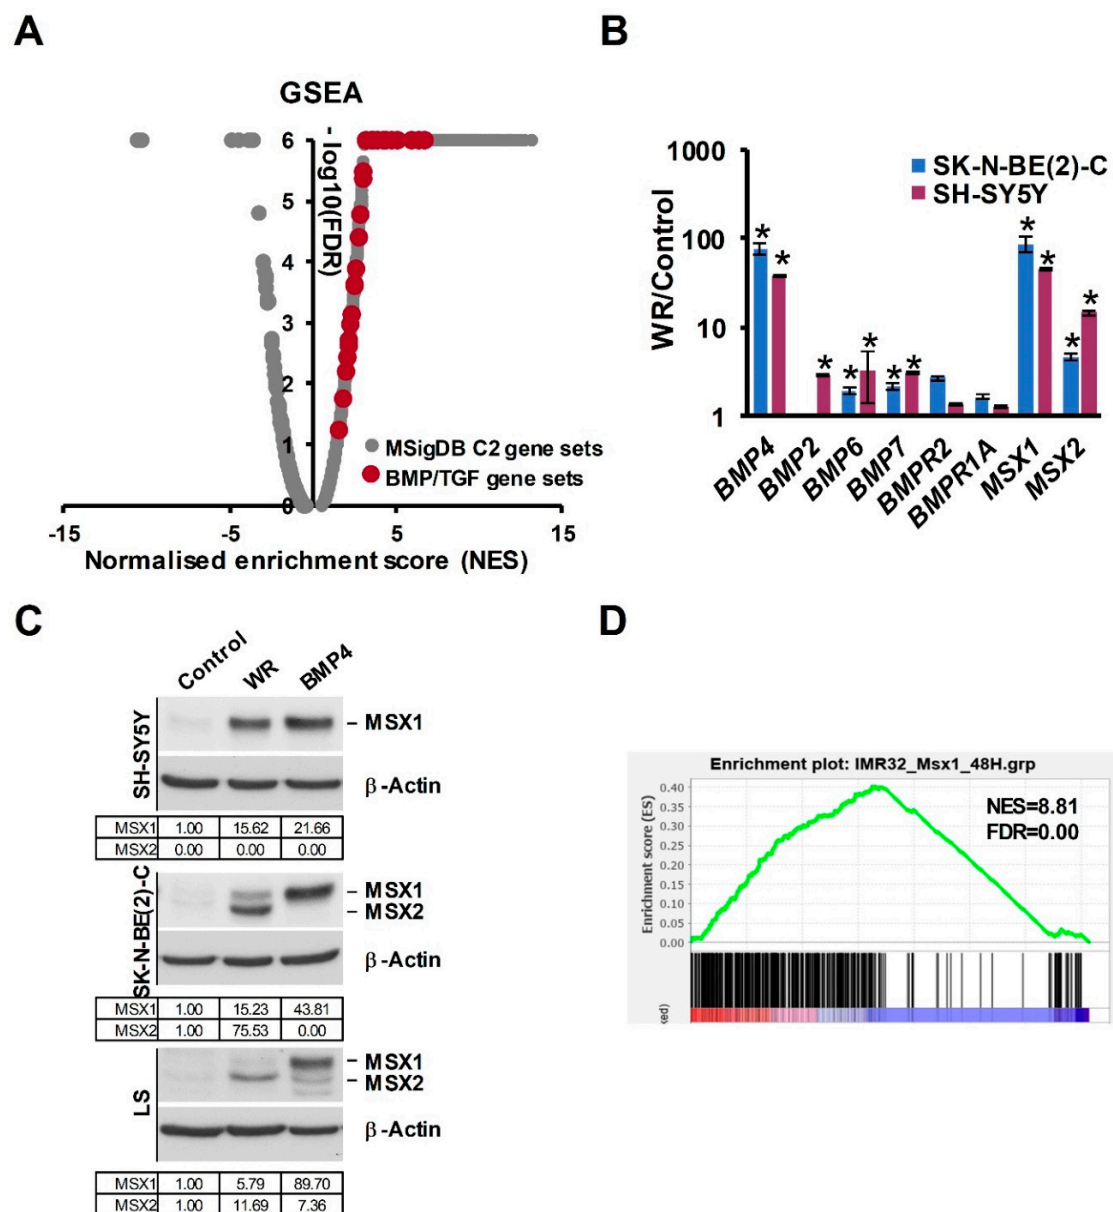 A
GSEA
- log10(FDR)
6
5
4
3
2
1
0
MSigDB C2 gene sets
BMP/TGF gene sets
-15
-5
5
15
Normalised enrichment score (NES)
B
WR/Control
1000
100
10
1
SK-N-BE(2)-C
SH-SY5Y
* * * * * * * * * * *
BMP4
BMP2
BMP6
BMP7
BMPR2
BMPR1A
MSX1
MSX2
C
Control
WR
BMP4
SH-SY5Y
– MSX1
β-Actin
MSX1 1.00 15.62 21.66
MSX2 0.00 0.00 0.00
SK-N-BE(2)-C
– MSX1
– MSX2
β-Actin
MSX1 1.00 15.23 43.81
MSX2 1.00 75.53 0.00
LS
– MSX1
– MSX2
β-Actin
MSX1 1.00 5.79 89.70
MSX2 1.00 11.69 7.36
D
Enrichment plot: IMR32_Msx1_48H.grp
Enrichment score (ES)
0.40
0.35
0.30
0.25
0.20
0.15
0.10
0.05
0.00
NES=8.81
FDR=0.00
ked)